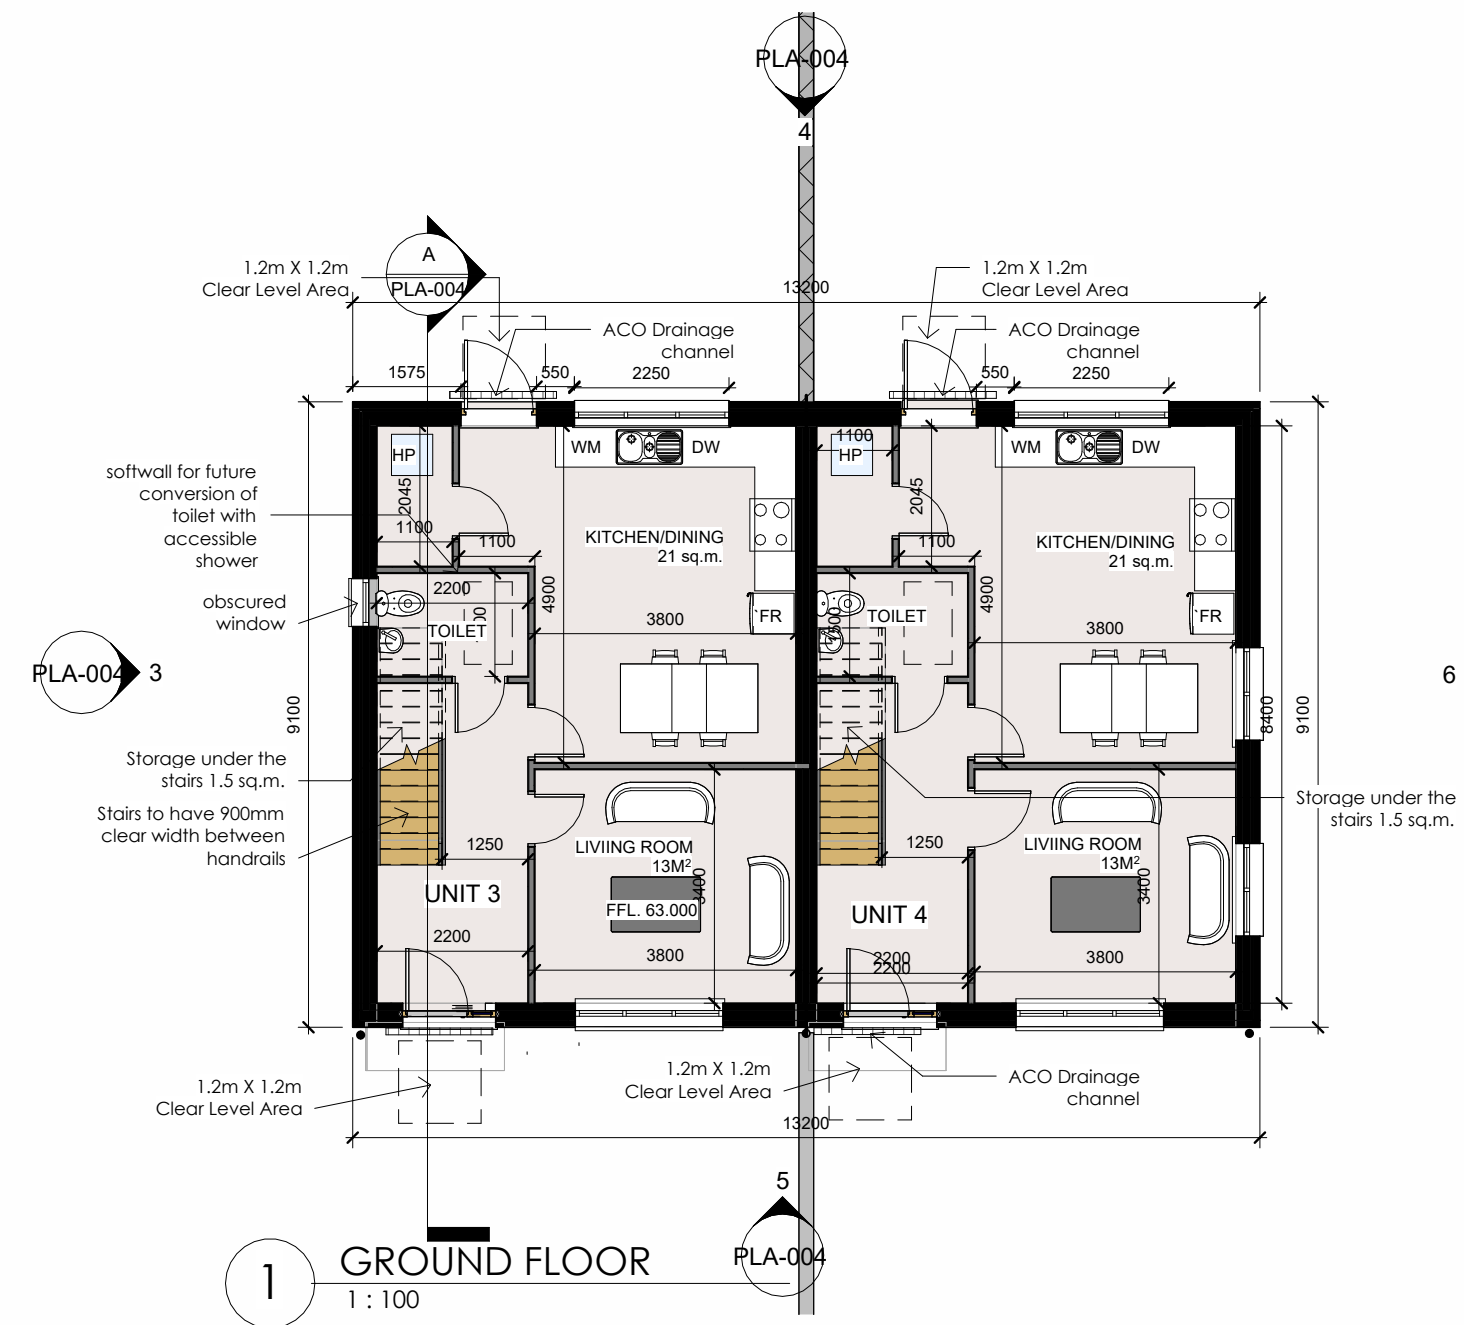 PLA-004
4
A
PLA-004
1.2m X 1.2m
Clear Level Area
1.2m X 1.2m
Clear Level Area
13200
ACO Drainage
channel
ACO Drainage
channel
1575
550
2250
550
2250
HP
WM
DW
1100
HP
WM
DW
softwall for future
conversion of
toilet with
accessible
shower
2045
1100
1100
KITCHEN/DINING
21 sq.m.
2045
1100
KITCHEN/DINING
21 sq.m.
obscured
window
2200
4900
TOILET
3800
FR
TOILET
4900
3800
FR
PLA-004
3
6
9100
8400
9100
Storage under the
stairs 1.5 sq.m.
Stairs to have 900mm
clear width between
handrails
Storage under the
stairs 1.5 sq.m.
1250
LIVIING ROOM
13M²
3400
FFL. 63.000
UNIT 3
1250
LIVIING ROOM
13M²
3400
UNIT 4
2200
3800
2200
2200
3800
1.2m X 1.2m
Clear Level Area
1.2m X 1.2m
Clear Level Area
ACO Drainage
channel
13200
5
PLA-004
1
GROUND FLOOR
1 : 100